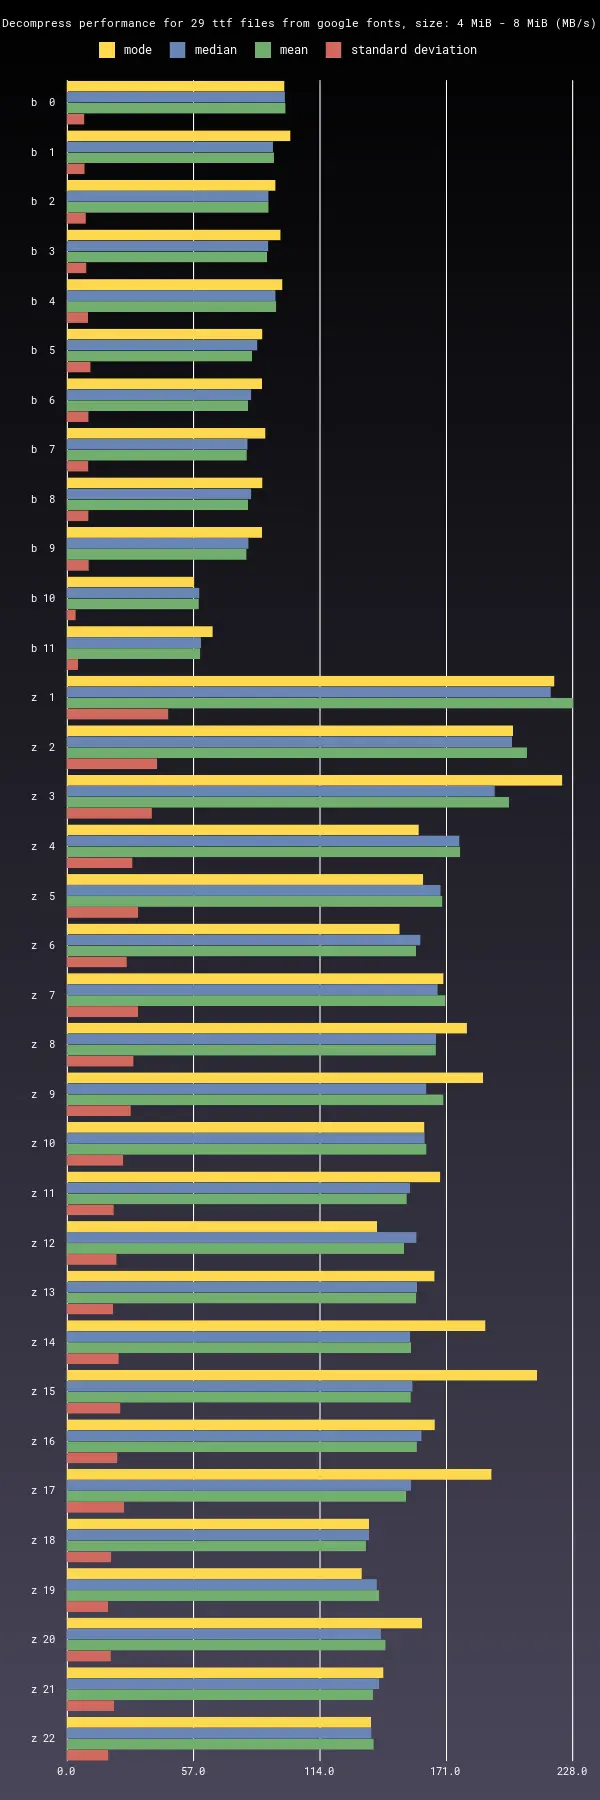 Decompress performance for 29 ttf files from google fonts, size: 4 MiB - 8 MiB (MB/s)
mode median mean standard deviation
b 0
b 1
b 2
b 3
b 4
b 5
b 6
b 7
b 8
b 9
b 10
b 11
z 1
z 2
z 3
z 4
z 5
z 6
z 7
z 8
z 9
z 10
z 11
z 12
z 13
z 14
z 15
z 16
z 17
z 18
z 19
z 20
z 21
z 22
0.0 57.0 114.0 171.0 228.0